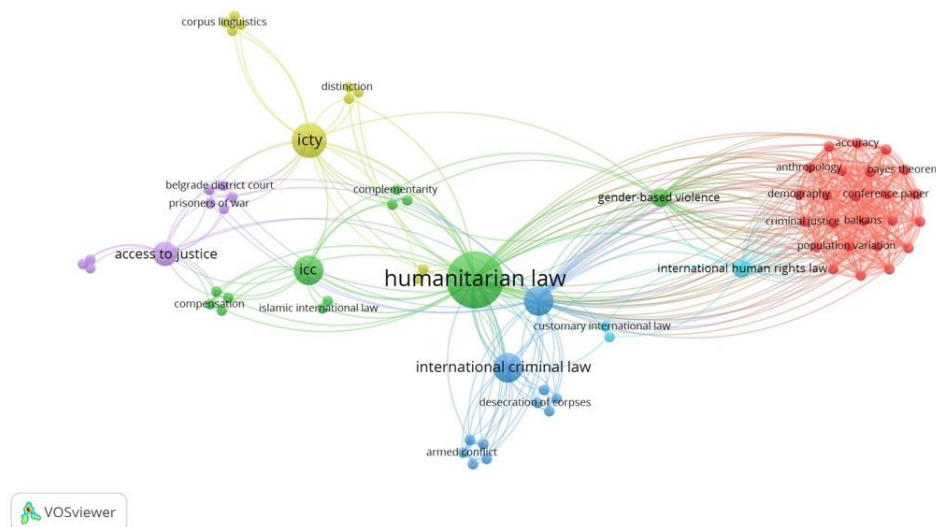 corpus linguistics
distinction
icty
accuracy
anthropology
bayes theorem
belgrade district court
complementarity
gender-based violence
demography
conference paper
prisoners of war
criminal justice
balkans
access to justice
icc
humanitarian law
population variation
international human rights law
compensation
islamic international law
customary international law
international criminal law
desecration of corpses
armed conflict
VOSviewer